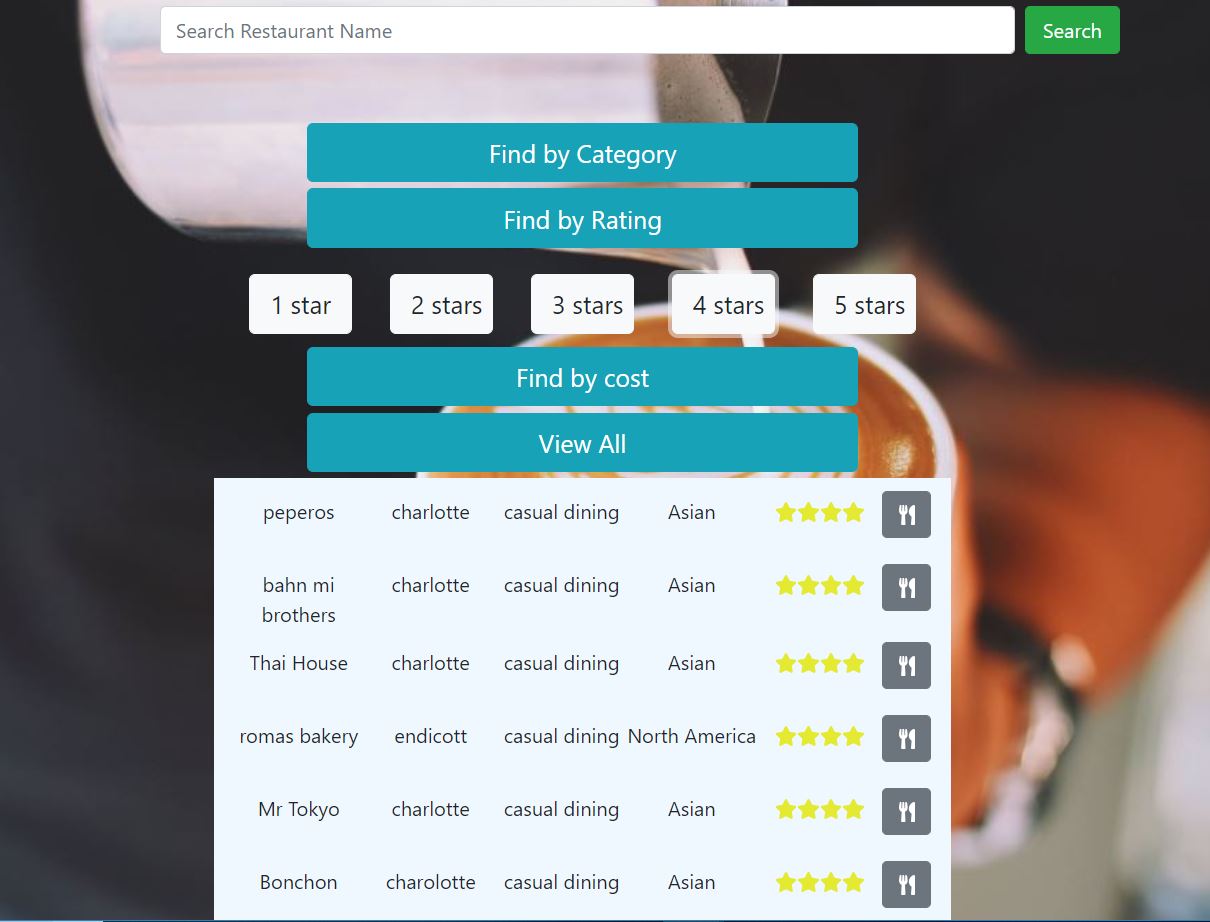 Search Restaurant Name Search
Find by Category
Find by Rating
1 star 2 stars 3 stars 4 stars 5 stars
Find by cost
View All
peperos charlotte casual dining Asian
bahn mi charlotte casual dining Asian
brothers
Thai House charlotte casual dining Asian
romas bakery endicott casual dining North America
Mr Tokyo charlotte casual dining Asian
Bonchon charolotte casual dining Asian